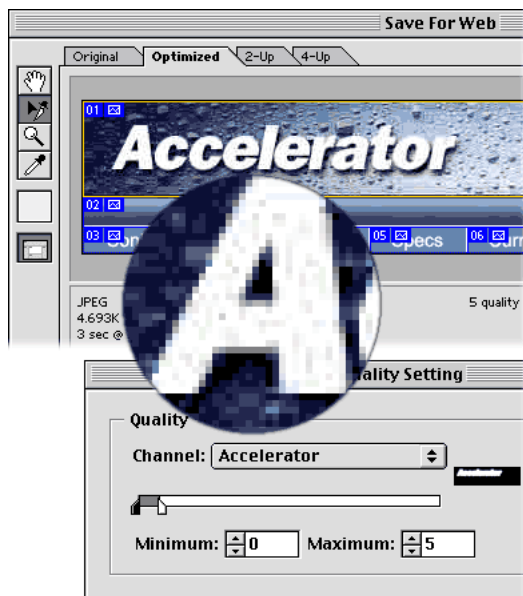 Save For Web
Original Optimized 2-Up 4-Up
01
Accelerator
02
03 05 Specs 06
JPEG 5 quality
4.693K
3 sec @
A
ality Setting
Quality
Channel: Accelerator
Accelerator
Minimum: 0 Maximum: 5